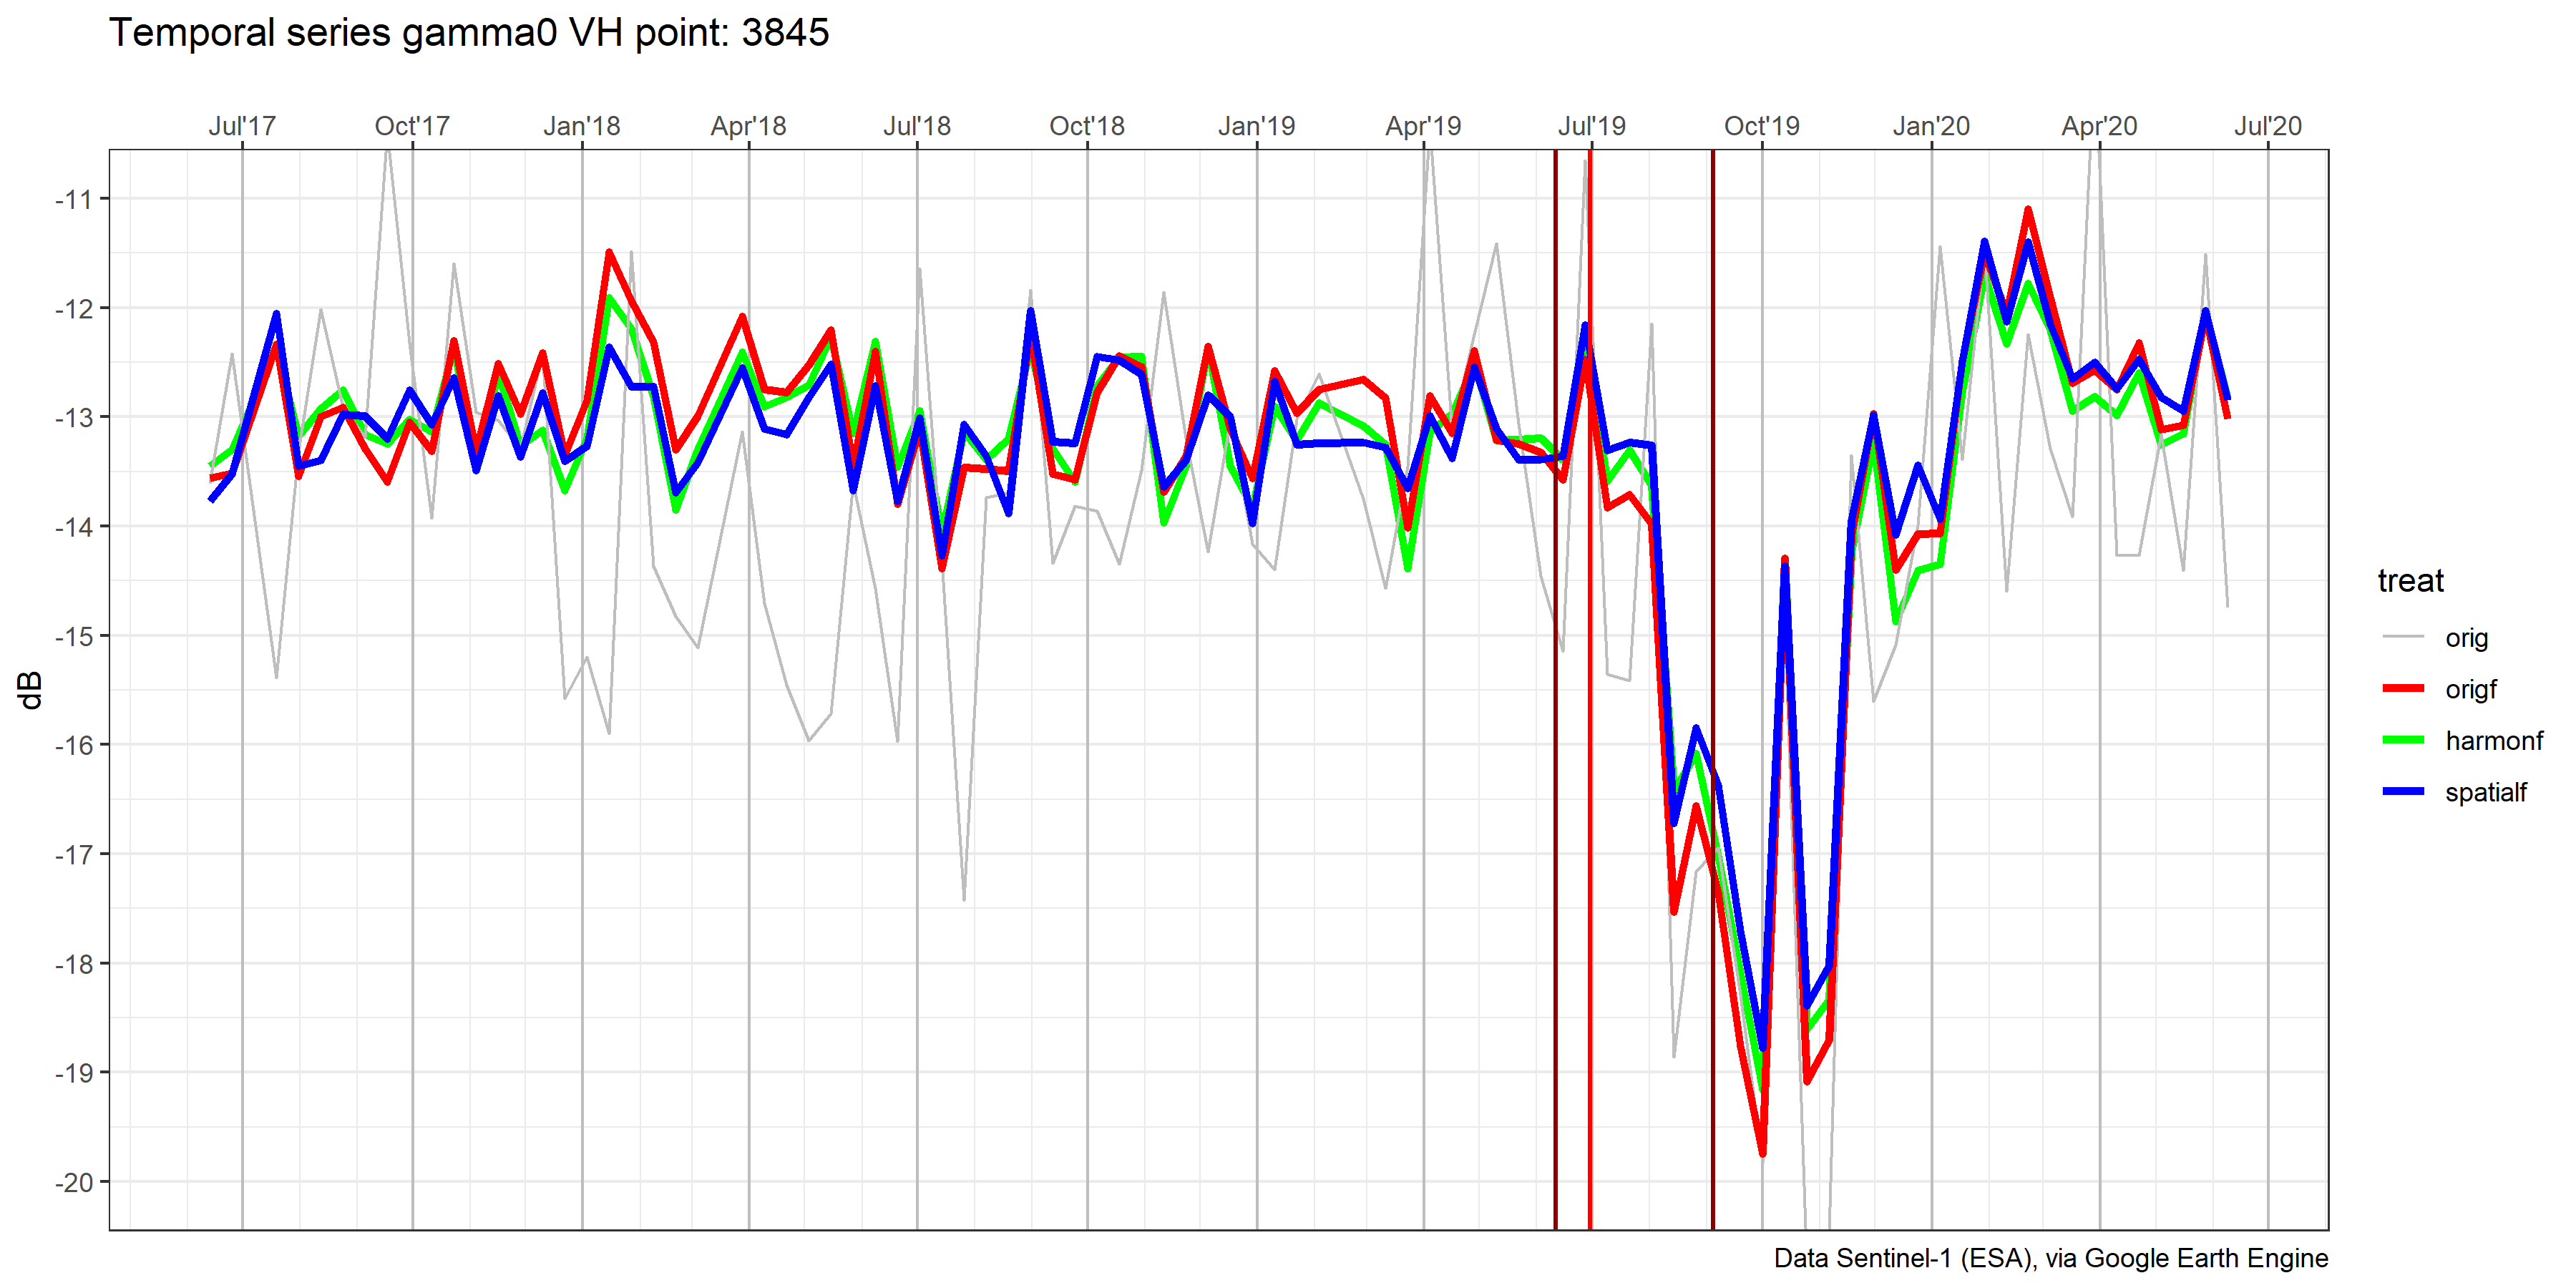 Temporal series gamma0 VH point: 3845
Jul'17 Oct'17 Jan'18 Apr'18 Jul'18 Oct'18 Jan'19 Apr'19 Jul'19 Oct'19 Jan'20 Apr'20 Jul'20
-11
-12
-13
-14
-15
-16
-17
-18
-19
-20
dB
treat
orig
origf
harmonf
spatialf
Data Sentinel-1 (ESA), via Google Earth Engine